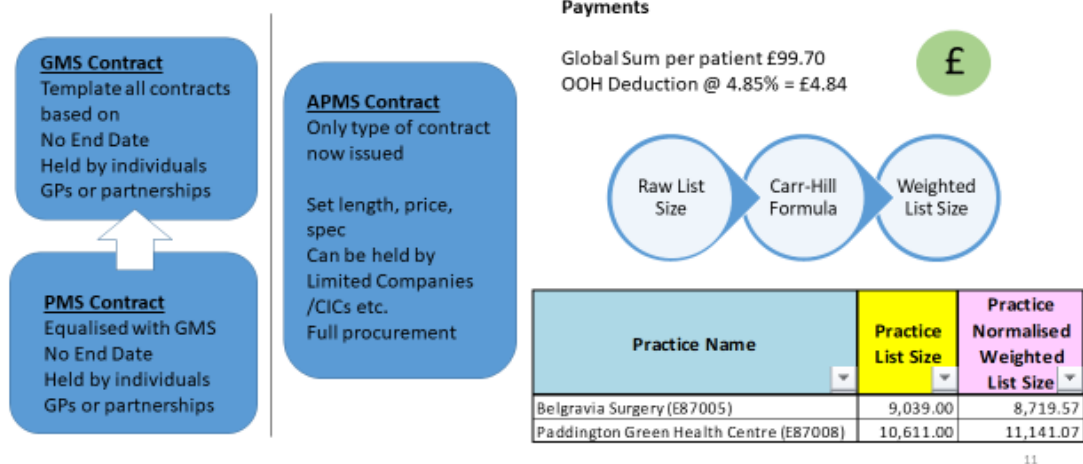 GMS Contract
Template all contracts
based on
No End Date
Held by individuals
GPs or partnerships
PMS Contract
Equalised with GMS
No End Date
Held by individuals
GPs or partnerships
APMS Contract
Only type of contract
now issued
Set length, price,
spec
Can be held by
Limited Companies
/CICs etc.
Full procurement
Payments
Global Sum per patient £99.70
OOH Deduction @ 4.85% = £4.84
£
Raw List
Size
Carr-Hill
Formula
Weighted
List Size
Practice Name
Practice
List Size
Practice
Normalised
Weighted
List Size
Belgravia Surgery (E87005) 9,039.00 8,719.57
Paddington Green Health Centre (E87008) 10,611.00 11,141.07
11